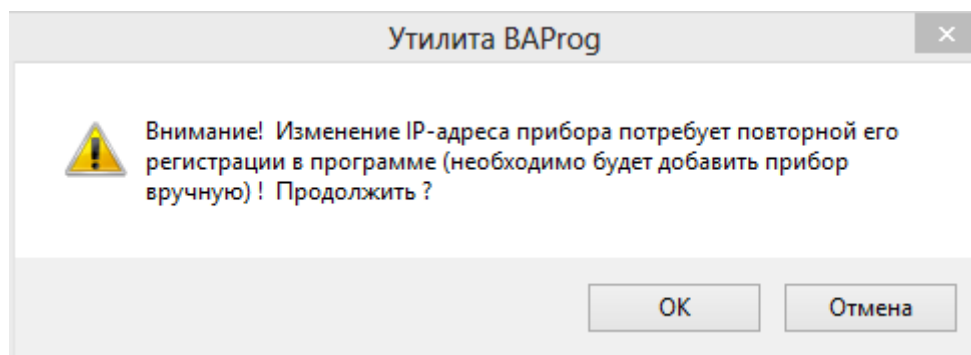 Утилита BAProg
Внимание!  Изменение IP-адреса прибора потребует повторной его
регистрации в программе (необходимо будет добавить прибор
вручную) !  Продолжить ?
ОК
Отмена